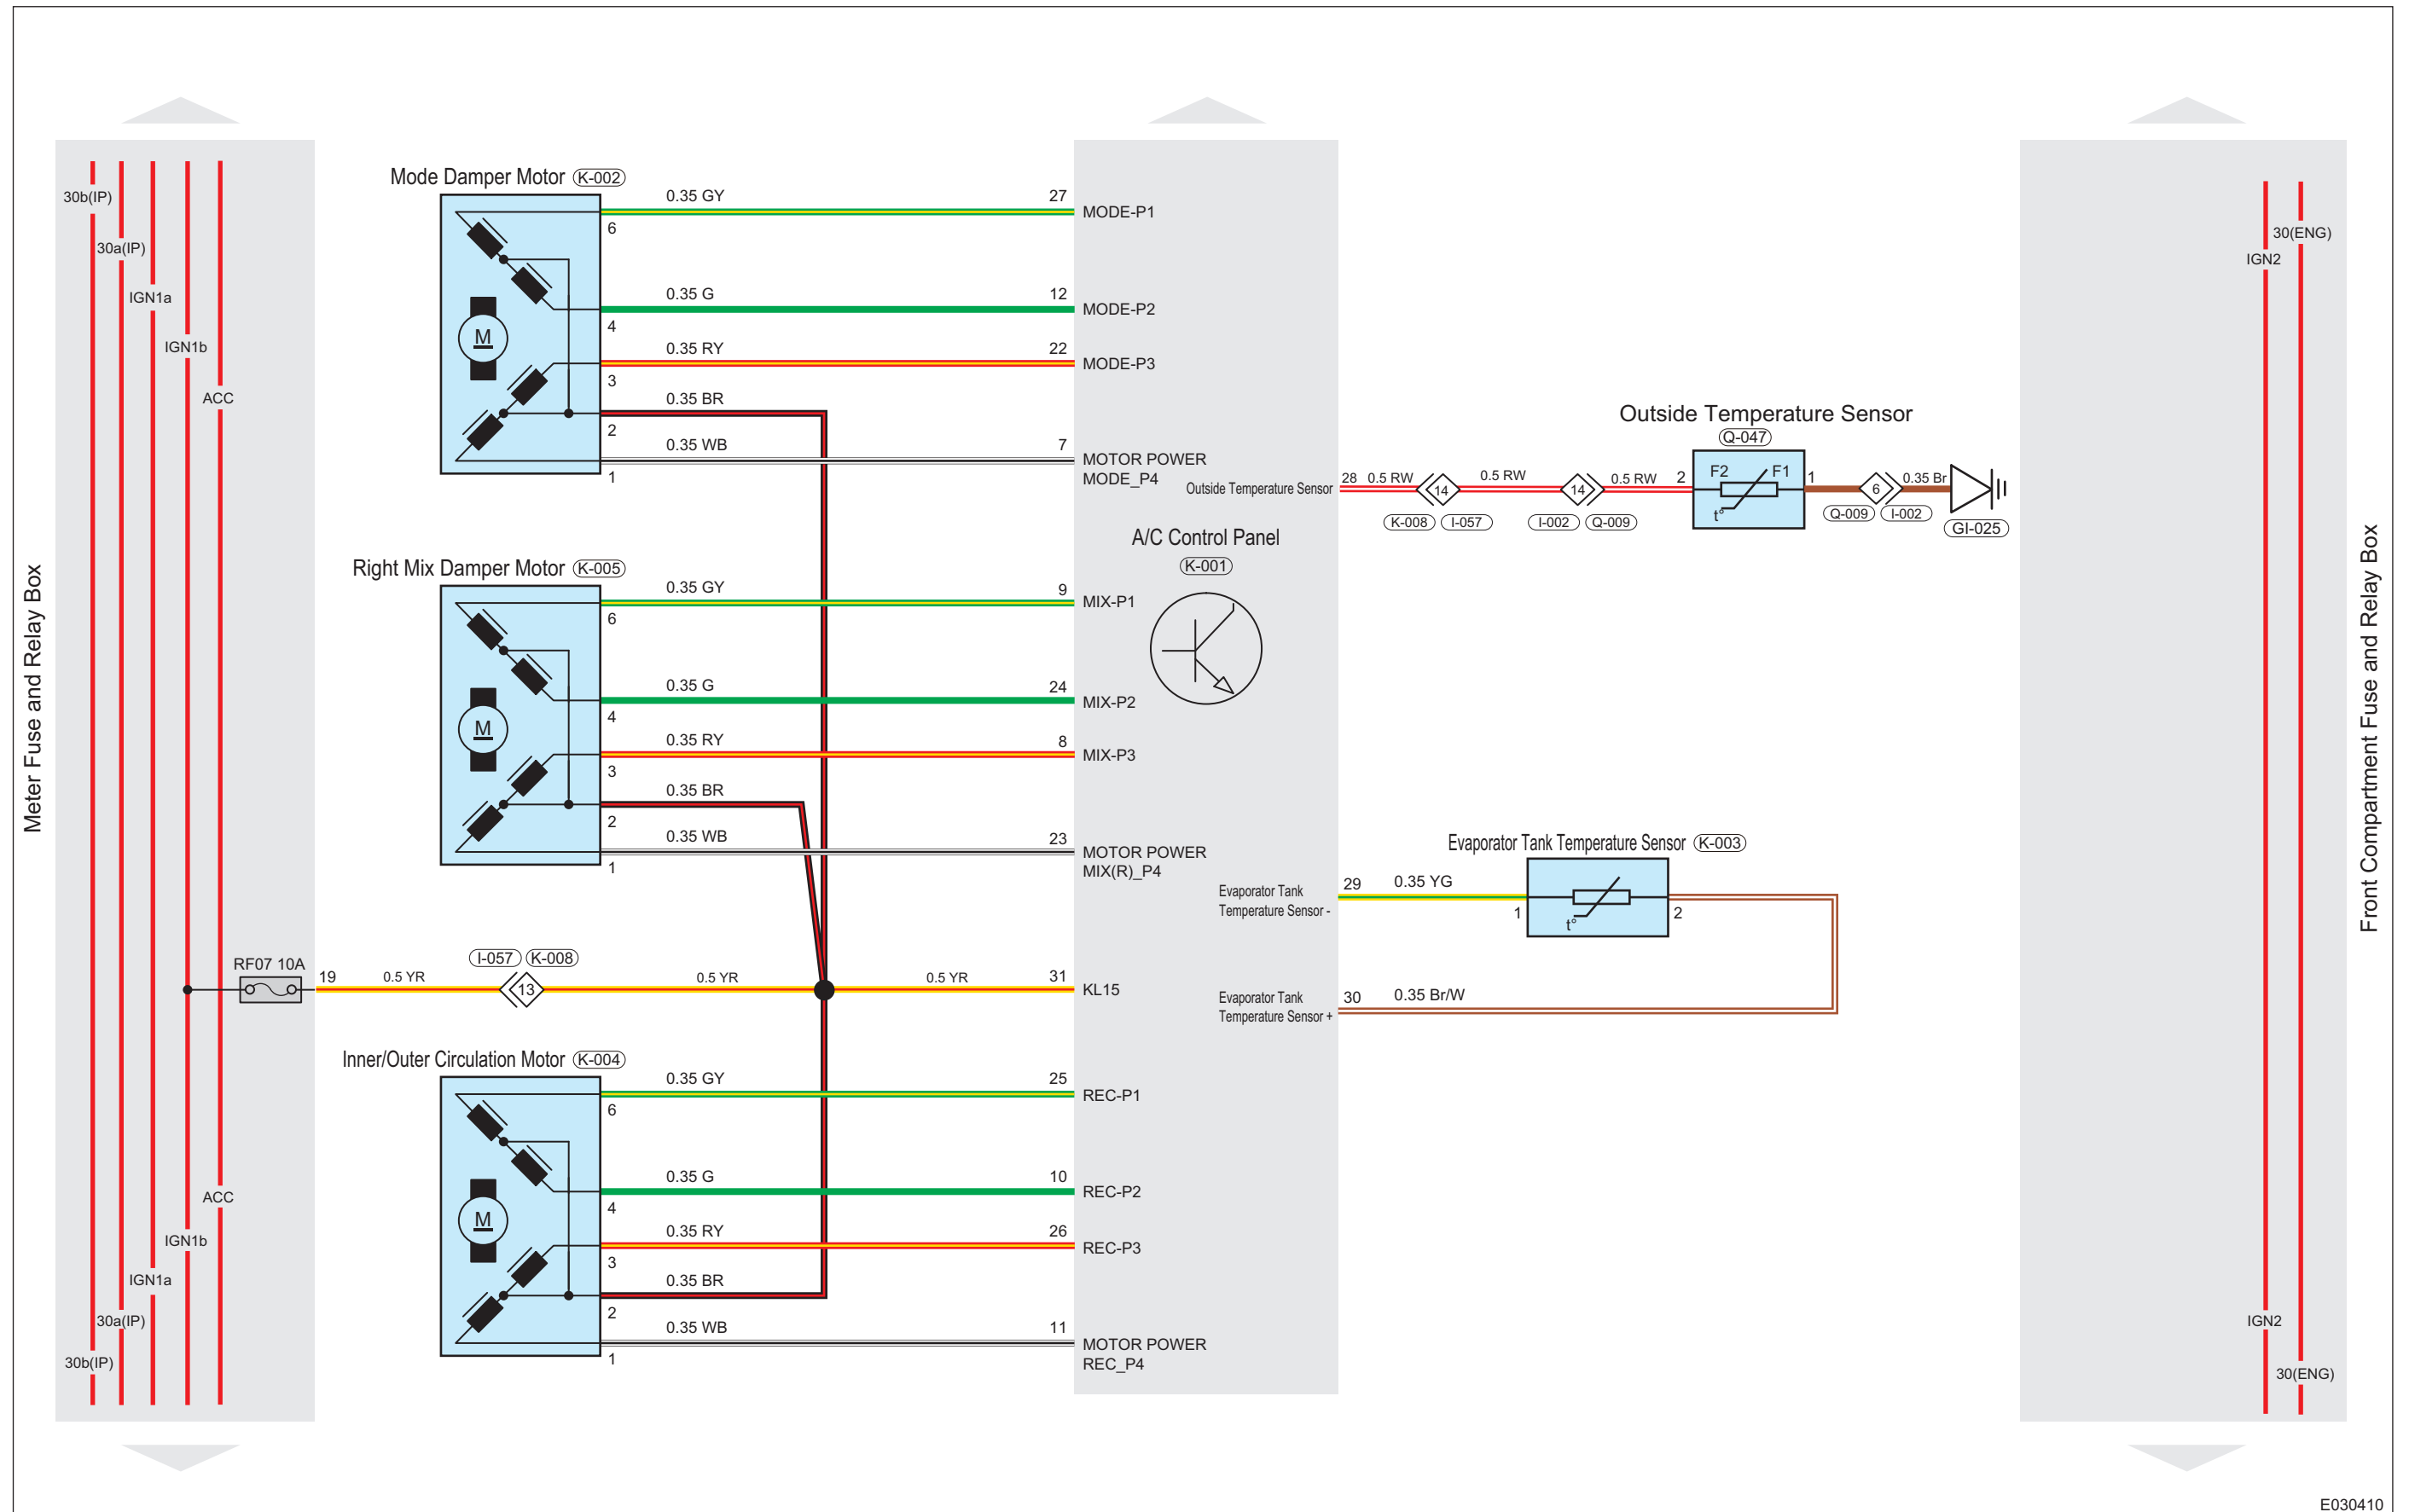 Meter Fuse and Relay Box
30b(IP)
30a(IP)
IGN1a
IGN1b
ACC
ACC
IGN1b
IGN1a
30a(IP)
30b(IP)
RF07 10A
19
0.5 YR
I-057 K-008
13
0.5 YR
0.5 YR
31
KL15
Mode Damper Motor K-002
M
6
0.35 GY
27
MODE-P1
4
0.35 G
12
MODE-P2
3
0.35 RY
22
MODE-P3
2
0.35 BR
1
0.35 WB
7
MOTOR POWER
MODE_P4
Right Mix Damper Motor K-005
M
6
0.35 GY
9
MIX-P1
4
0.35 G
24
MIX-P2
3
0.35 RY
8
MIX-P3
2
0.35 BR
1
0.35 WB
23
MOTOR POWER
MIX(R)_P4
Inner/Outer Circulation Motor K-004
M
6
0.35 GY
25
REC-P1
4
0.35 G
10
REC-P2
3
0.35 RY
26
REC-P3
2
0.35 BR
1
0.35 WB
11
MOTOR POWER
REC_P4
A/C Control Panel
K-001
Outside Temperature Sensor
28 0.5 RW
14
K-008 I-057
0.5 RW
14
I-002 Q-009
0.5 RW
2
Outside Temperature Sensor
Q-047
F2 F1
t°
1
6
Q-009 I-002
0.35 Br
GI-025
Evaporator Tank
Temperature Sensor -
29 0.35 YG
1
Evaporator Tank Temperature Sensor K-003
t°
2
Evaporator Tank
Temperature Sensor +
30 0.35 Br/W
30(ENG)
IGN2
IGN2
30(ENG)
Front Compartment Fuse and Relay Box
E030410